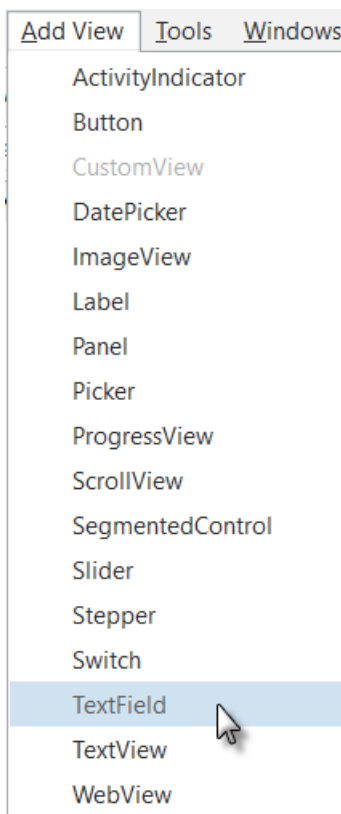 Add View Tools Windows
ActivityIndicator
Button
CustomView
DatePicker
ImageView
Label
Panel
Picker
ProgressView
ScrollView
SegmentedControl
Slider
Stepper
Switch
TextField
TextView
WebView